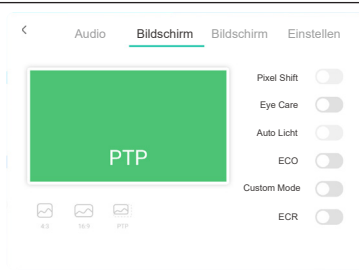 Audio Bildschirm Bildschirm Einstellen
Pixel Shift
Eye Care
Auto Licht
PTP
ECO
Custom Mode
ECR
4:3 16:9 PTP